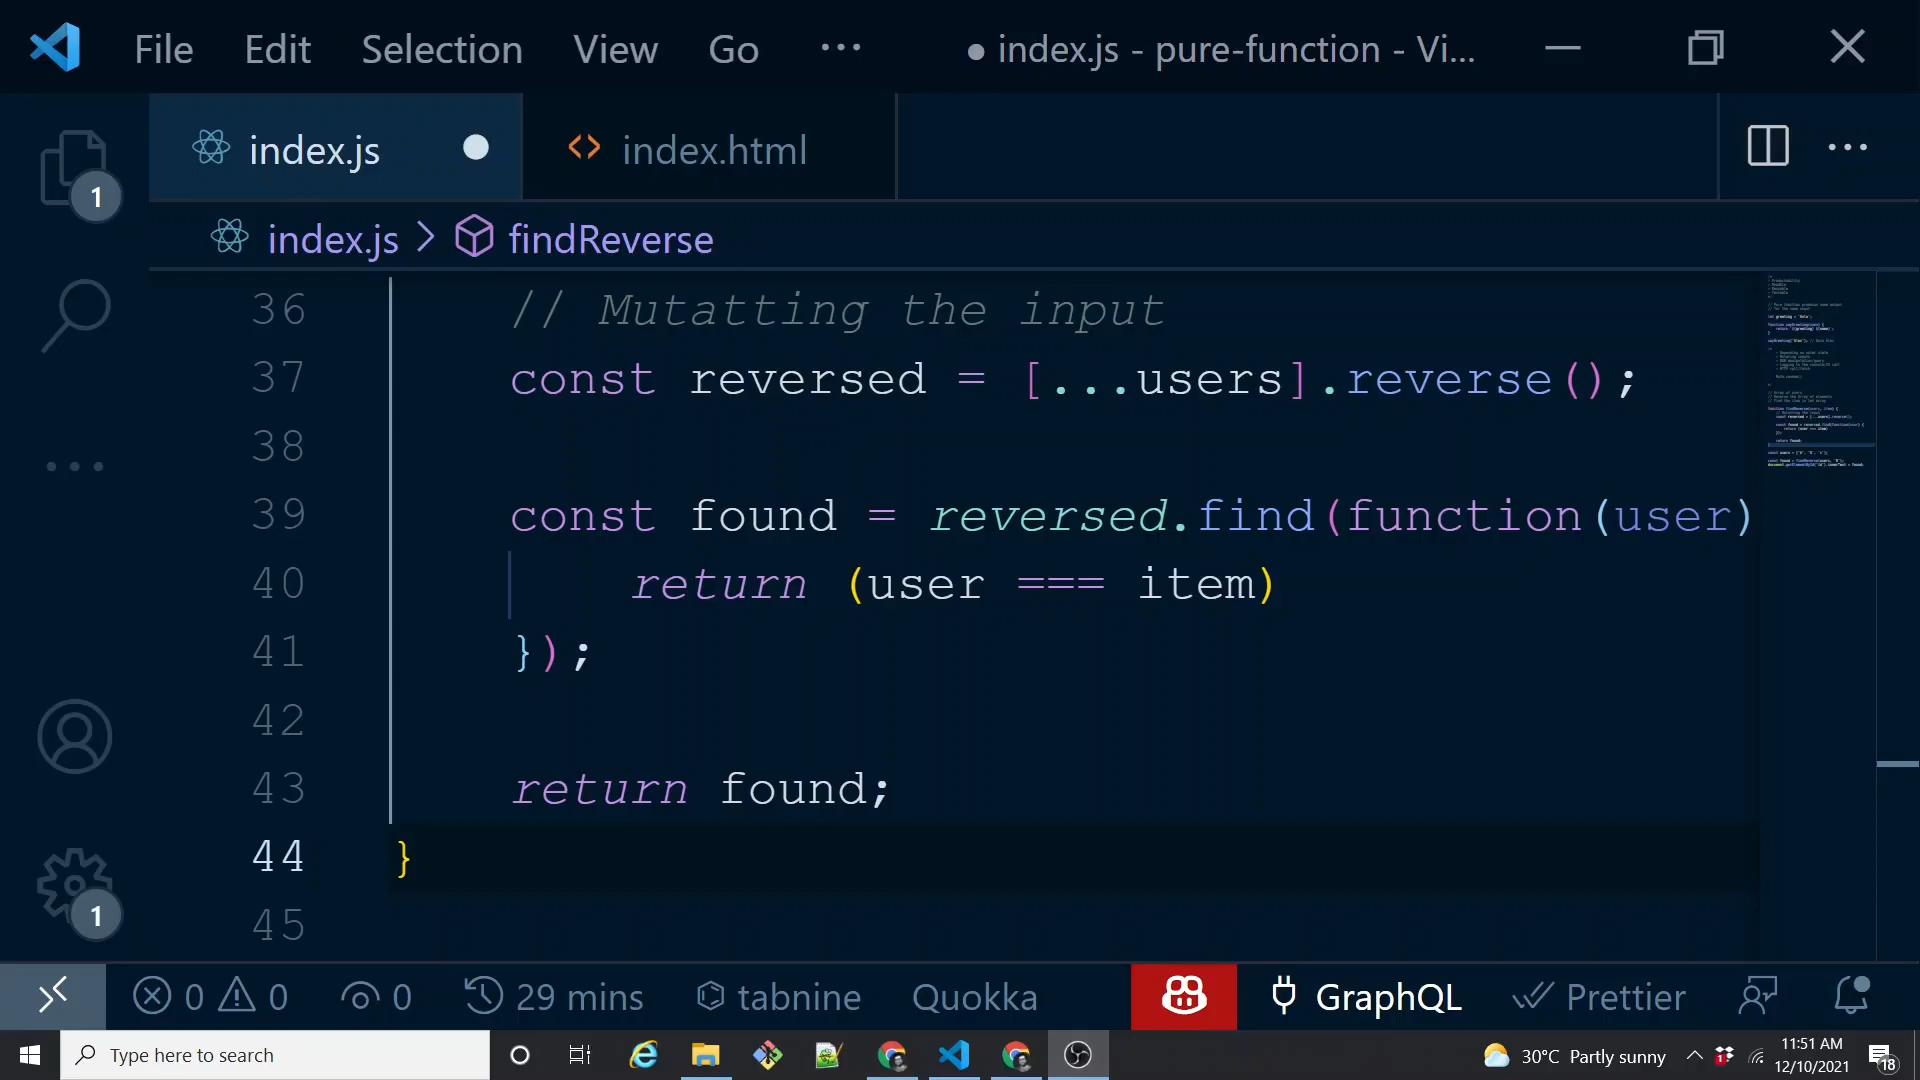 File Edit Selection View Go ··· ● index.js - pure-function - Vi...
1
index.js ● <> index.html ···
index.js > findReverse
36 // Mutatting the input
37 const reversed = [...users].reverse();
38
39 const found = reversed.find(function(user)
40 return (user === item)
41 });
42
43 return found;
44 }
45
1
0 0 0 29 mins tabnine Quokka GraphQL Prettier
Type here to search
30°C Partly sunny
1
11:51 AM
12/10/2021
18